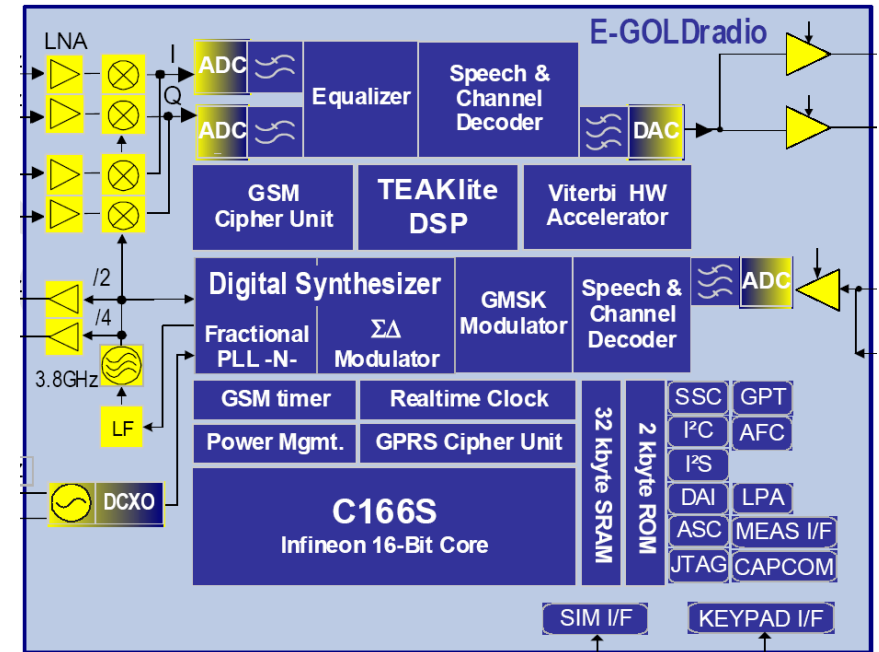 E-GOLDradio
LNA
I
ADC
Equalizer
Speech &
Channel
Decoder
Q
ADC
DAC
GSM
Cipher Unit
TEAKlite
DSP
Viterbi HW
Accelerator
/2
Digital Synthesizer
GMSK
Modulator
Speech &
Channel
Decoder
ADC
/4
Fractional
PLL -N-
ΣΔ
Modulator
3.8GHz
LF
GSM timer
Realtime Clock
Power Mgmt.
GPRS Cipher Unit
32 kbyte SRAM
2 kbyte ROM
SSC
GPT
I²C
AFC
I²S
DAI
LPA
ASC
MEAS I/F
JTAG
CAPCOM
DCXO
C166S
Infineon 16-Bit Core
SIM I/F
KEYPAD I/F